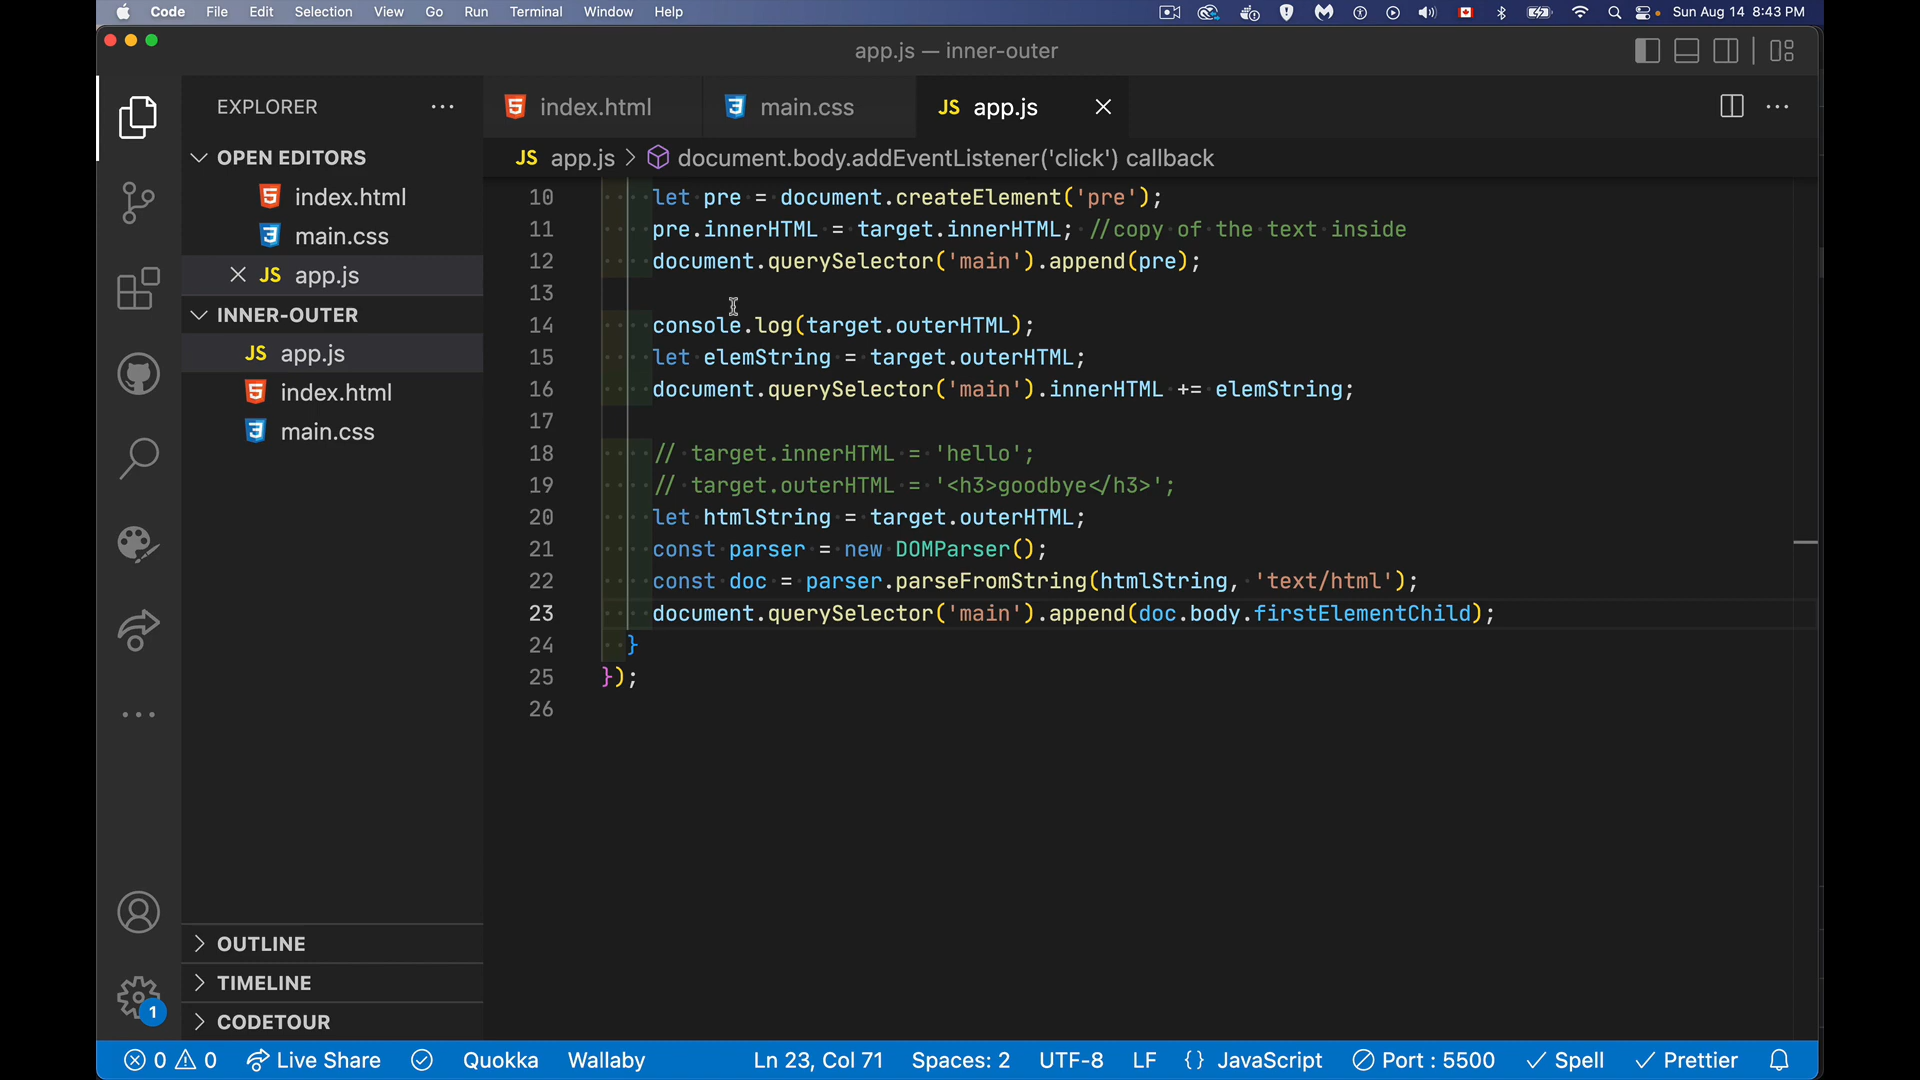 Code File Edit Selection View Go Run Terminal Window Help Sun Aug 14 8:43 PM
app.js — inner-outer
EXPLORER
index.html main.css JS app.js
OPEN EDITORS
JS app.js > document.body.addEventListener('click') callback
index.html
main.css
JS app.js
INNER-OUTER
JS app.js
index.html
main.css
10 let pre = document.createElement('pre');
11 pre.innerHTML = target.innerHTML; //copy of the text inside
12 document.querySelector('main').append(pre);
13
14 console.log(target.outerHTML);
15 let elemString = target.outerHTML;
16 document.querySelector('main').innerHTML += elemString;
17
18 // target.innerHTML = 'hello';
19 // target.outerHTML = '<h3>goodbye</h3>';
20 let htmlString = target.outerHTML;
21 const parser = new DOMParser();
22 const doc = parser.parseFromString(htmlString, 'text/html');
23 document.querySelector('main').append(doc.body.firstElementChild);
24 }
25 });
26
OUTLINE
TIMELINE
1
CODETOUR
0 0 Live Share Quokka Wallaby Ln 23, Col 71 Spaces: 2 UTF-8 LF {} JavaScript Port : 5500 Spell Prettier